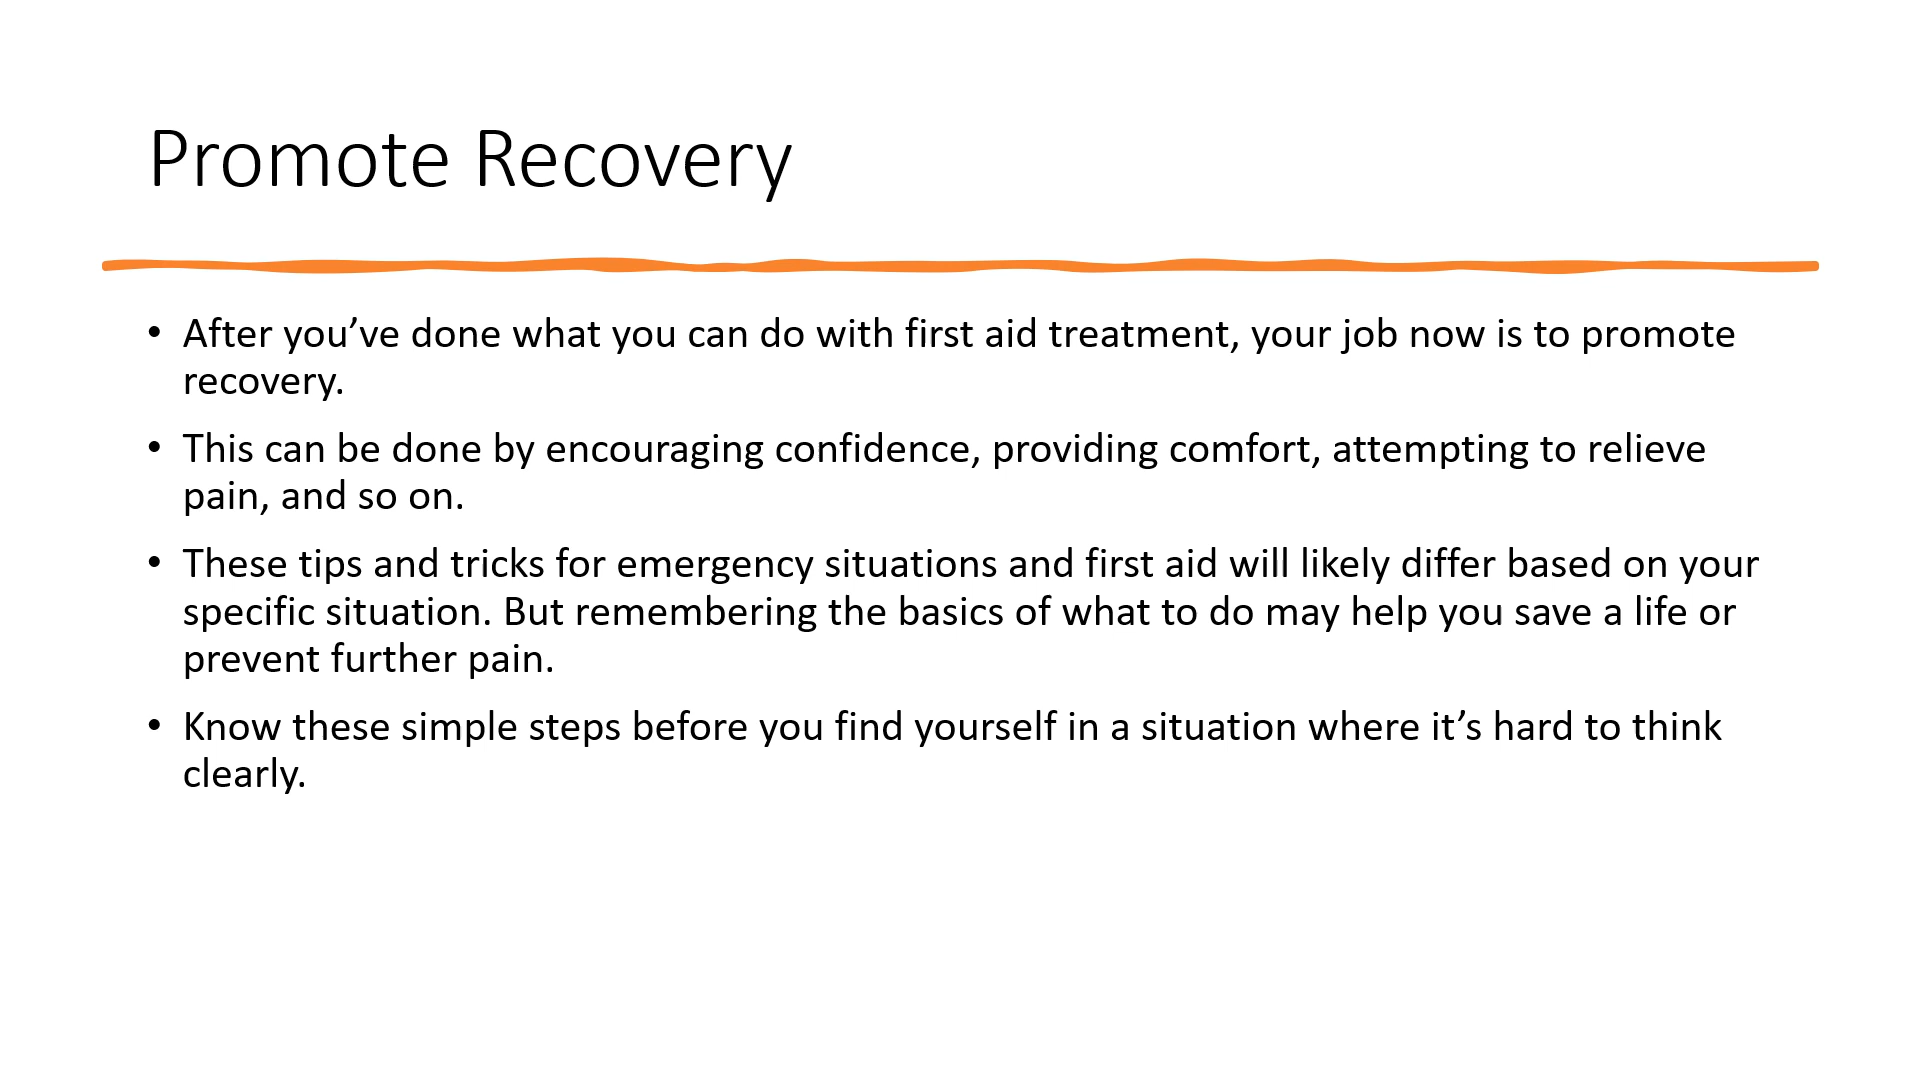 Promote Recovery
• After you’ve done what you can do with first aid treatment, your job now is to promote
recovery.
• This can be done by encouraging confidence, providing comfort, attempting to relieve
pain, and so on.
• These tips and tricks for emergency situations and first aid will likely differ based on your
specific situation. But remembering the basics of what to do may help you save a life or
prevent further pain.
• Know these simple steps before you find yourself in a situation where it’s hard to think
clearly.